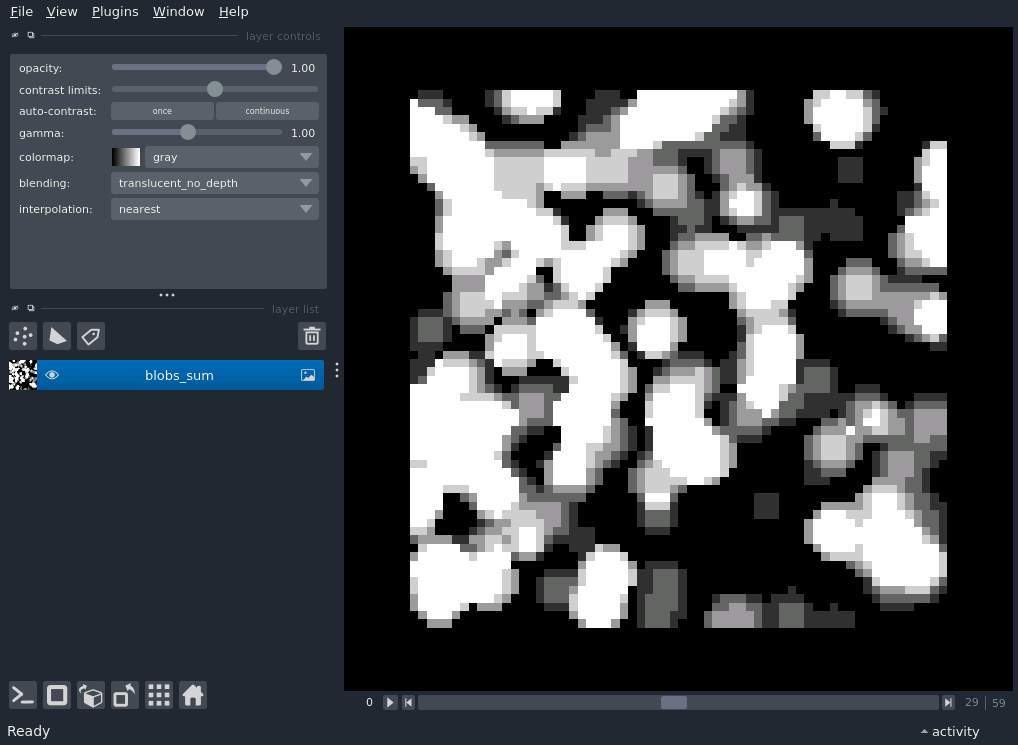 File View Plugins Window Help
layer controls
opacity: 1.00
contrast limits:
auto-contrast: once continuous
gamma: 1.00
colormap: gray
blending: translucent_no_depth
interpolation: nearest
layer list
blobs_sum
0 29 59
Ready activity